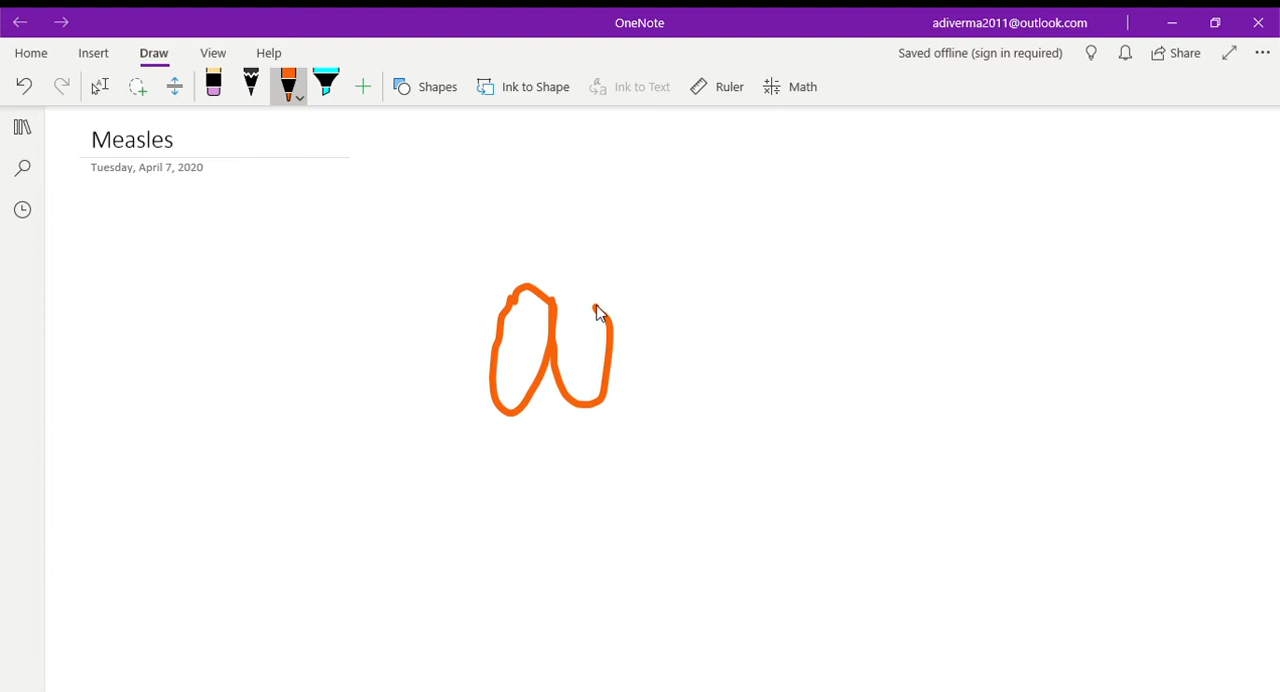 OneNote
adiverma2011@outlook.com
Home Insert Draw View Help
Saved offline (sign in required) Share
Shapes Ink to Shape Ink to Text Ruler Math
Measles
Tuesday, April 7, 2020